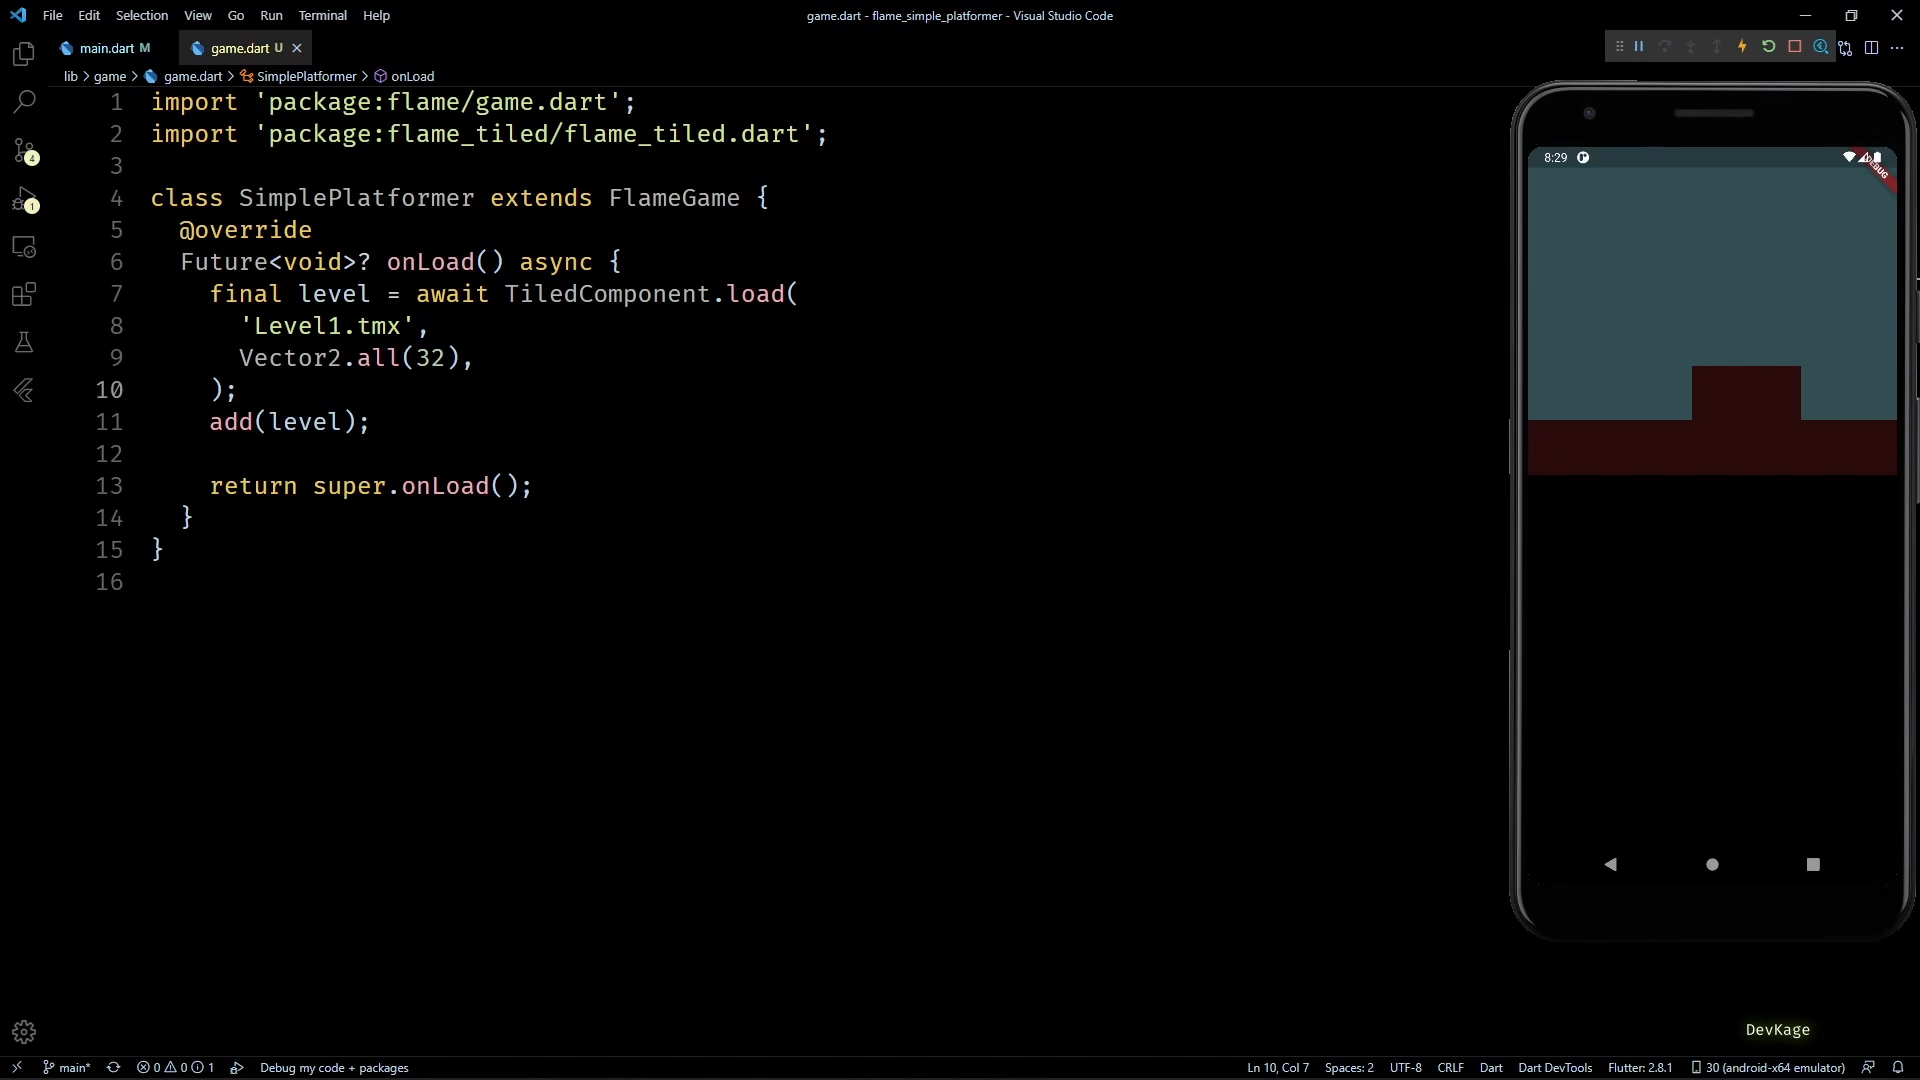 File Edit Selection View Go Run Terminal Help
game.dart - flame_simple_platformer - Visual Studio Code
main.dart M
game.dart U
lib > game > game.dart > SimplePlatformer > onLoad
1 import 'package:flame/game.dart';
2 import 'package:flame_tiled/flame_tiled.dart';
3
4 class SimplePlatformer extends FlameGame {
5 @override
6 Future<void>? onLoad() async {
7 final level = await TiledComponent.load(
8 'Level1.tmx',
9 Vector2.all(32),
10 );
11 add(level);
12
13 return super.onLoad();
14 }
15 }
16
4
1
8:29
DEBUG
DevKage
main* 0 0 1 Debug my code + packages
Ln 10, Col 7 Spaces: 2 UTF-8 CRLF Dart Dart DevTools Flutter: 2.8.1 30 (android-x64 emulator)